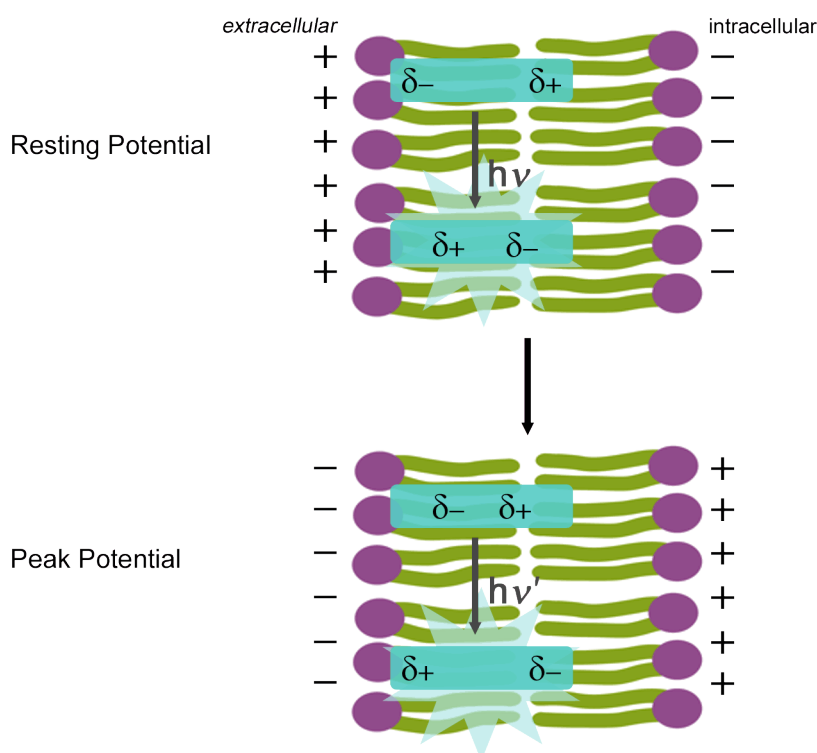 extracellular
intracellular
+ −
δ− δ+
+ −
Resting Potential
+ −
+ −
hν
+ −
δ+ δ−
+ −
− +
− +
δ− δ+
Peak Potential
− +
− +
hν'
− +
δ+ δ−
− +